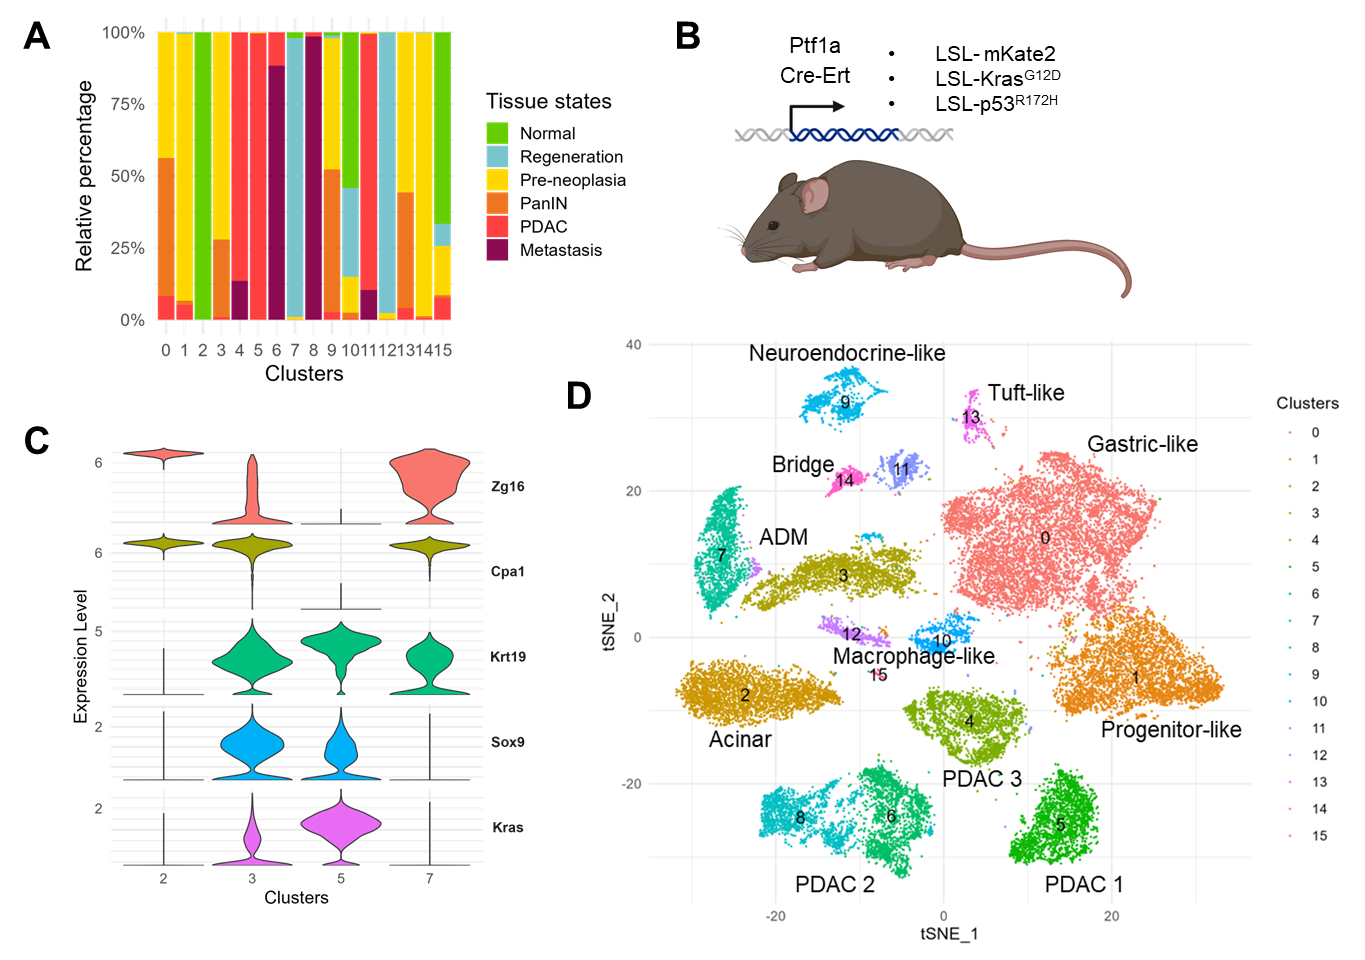 A
100%
75%
50%
25%
0%
Relative percentage
0 1 2 3 4 5 6 7 8 9 10 11 12 13 14 15
Clusters
Tissue states
Normal
Regeneration
Pre-neoplasia
PanIN
PDAC
Metastasis
B
Ptf1a
Cre-Ert
• LSL- mKate2
• LSL-KrasG12D
• LSL-p53R172H
C
Expression Level
6
Zg16
6
Cpa1
5
Krt19
2
Sox9
2
Kras
2 3 5 7
Clusters
D
40
20
0
-20
tSNE_2
Neuroendocrine-like
9
Tuft-like
13
Gastric-like
Bridge
14
11
0
ADM
7
3
12
10
Macrophage-like
15
1
Progenitor-like
2
Acinar
4
PDAC 3
8
6
5
PDAC 2
PDAC 1
-20 0 20
tSNE_1
Clusters
0
1
2
3
4
5
6
7
8
9
10
11
12
13
14
15